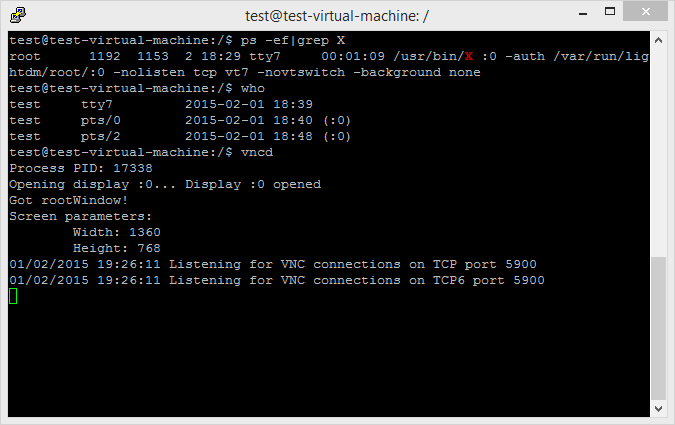 test@test-virtual-machine: /
test@test-virtual-machine:/$ ps -ef|grep X
root      1192  1153  2 18:29 tty7     00:01:09 /usr/bin/X :0 -auth /var/run/lig
htdm/root/:0 -nolisten tcp vt7 -novtswitch -background none
test@test-virtual-machine:/$ who
test     tty7         2015-02-01 18:39
test     pts/0        2015-02-01 18:40 (:0)
test     pts/2        2015-02-01 18:48 (:0)
test@test-virtual-machine:/$ vncd
Process PID: 17338
Opening display :0... Display :0 opened
Got rootWindow!
Screen parameters:
        Width: 1360
        Height: 768
01/02/2015 19:26:11 Listening for VNC connections on TCP port 5900
01/02/2015 19:26:11 Listening for VNC connections on TCP6 port 5900